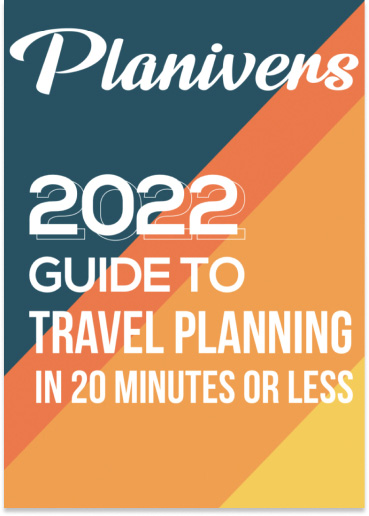 Planivers
2022
GUIDE TO
TRAVEL PLANNING
IN 20 MINUTES OR LESS